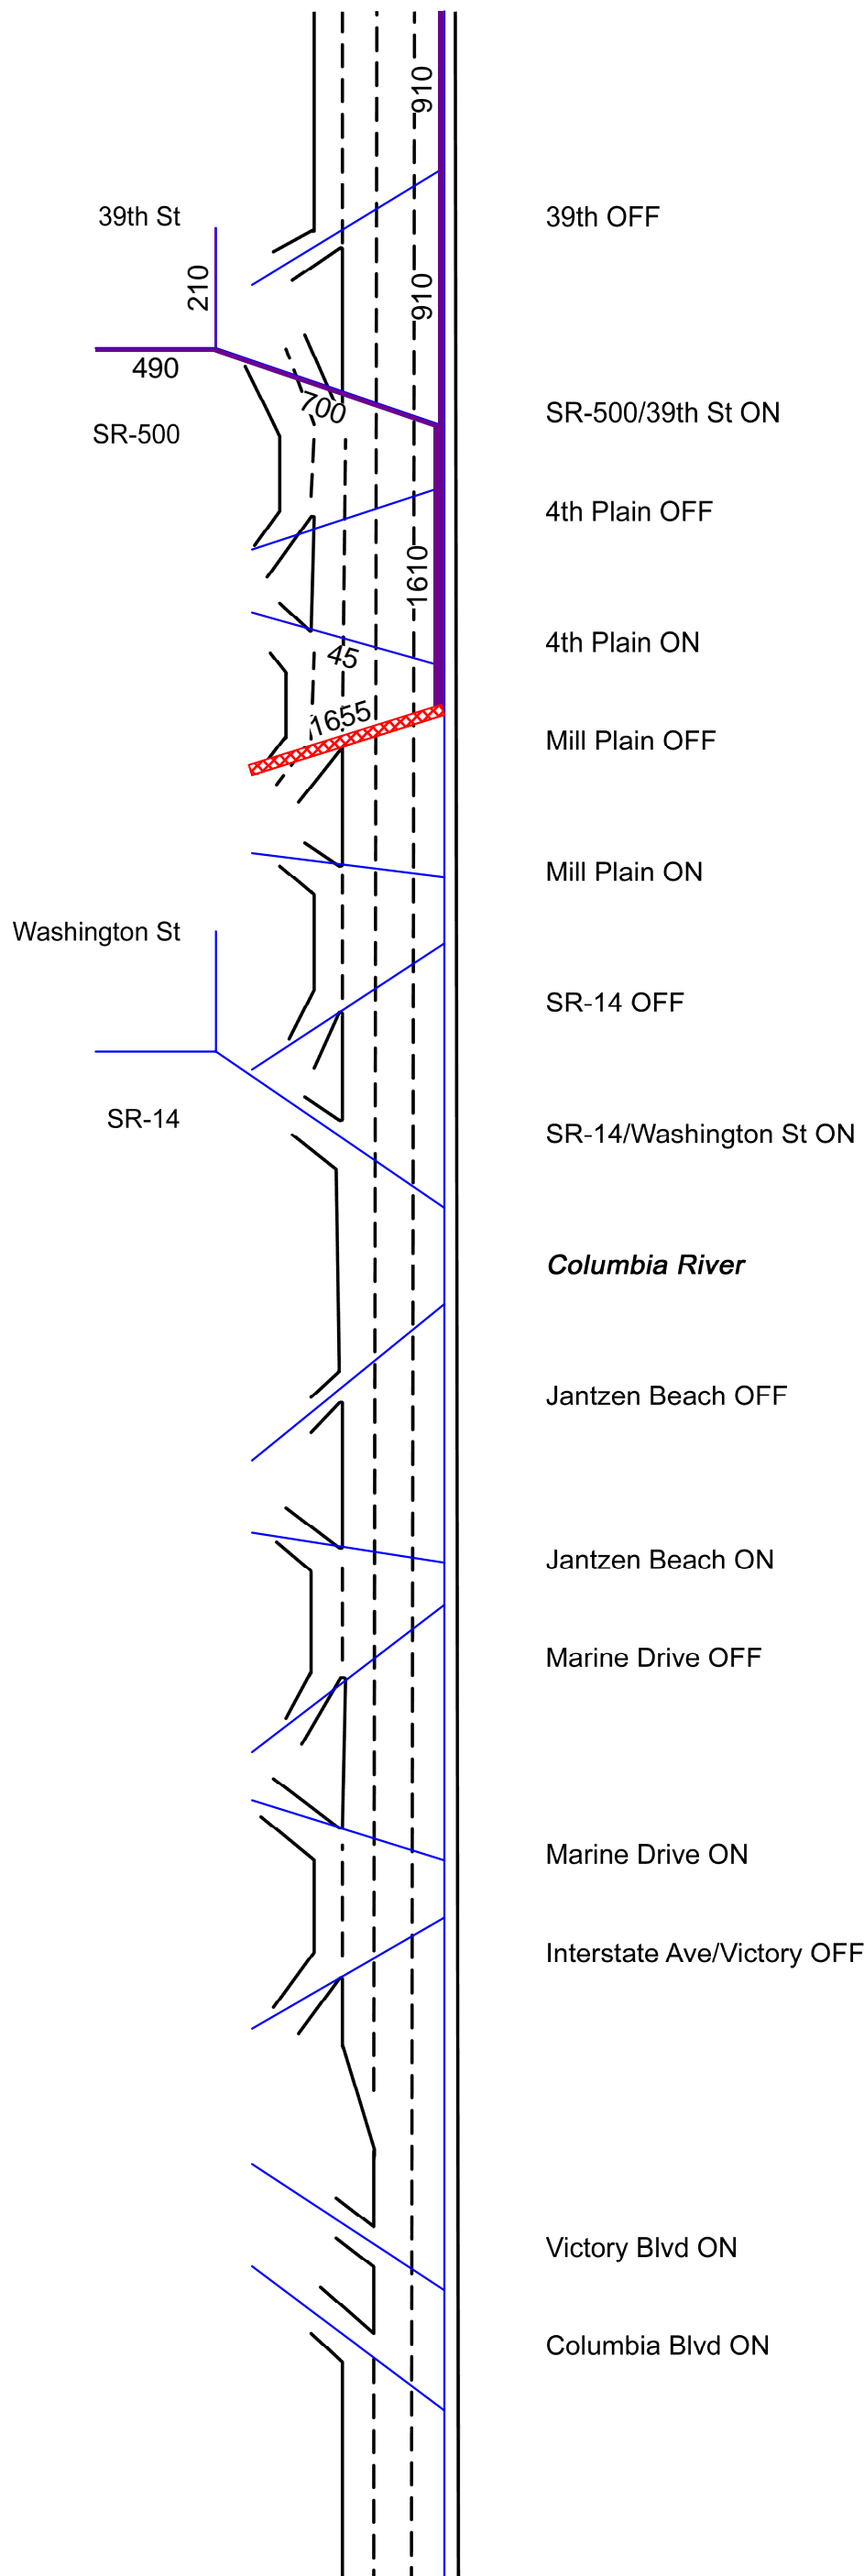 910
39th St
39th OFF
210
910
490
700
SR-500/39th St ON
SR-500
4th Plain OFF
1610
4th Plain ON
45
1655
Mill Plain OFF
Mill Plain ON
Washington St
SR-14 OFF
SR-14
SR-14/Washington St ON
Columbia River
Jantzen Beach OFF
Jantzen Beach ON
Marine Drive OFF
Marine Drive ON
Interstate Ave/Victory OFF
Victory Blvd ON
Columbia Blvd ON